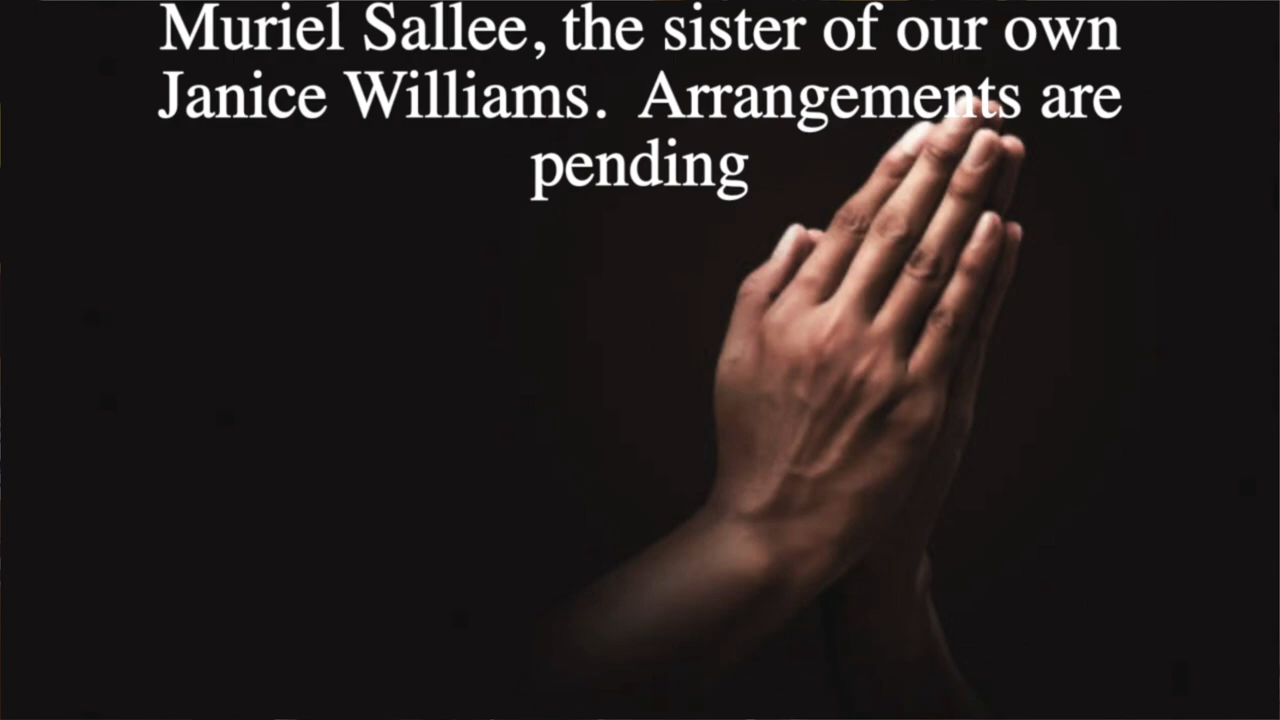 Muriel Sallee, the sister of our own
Janice Williams.  Arrangements are
pending